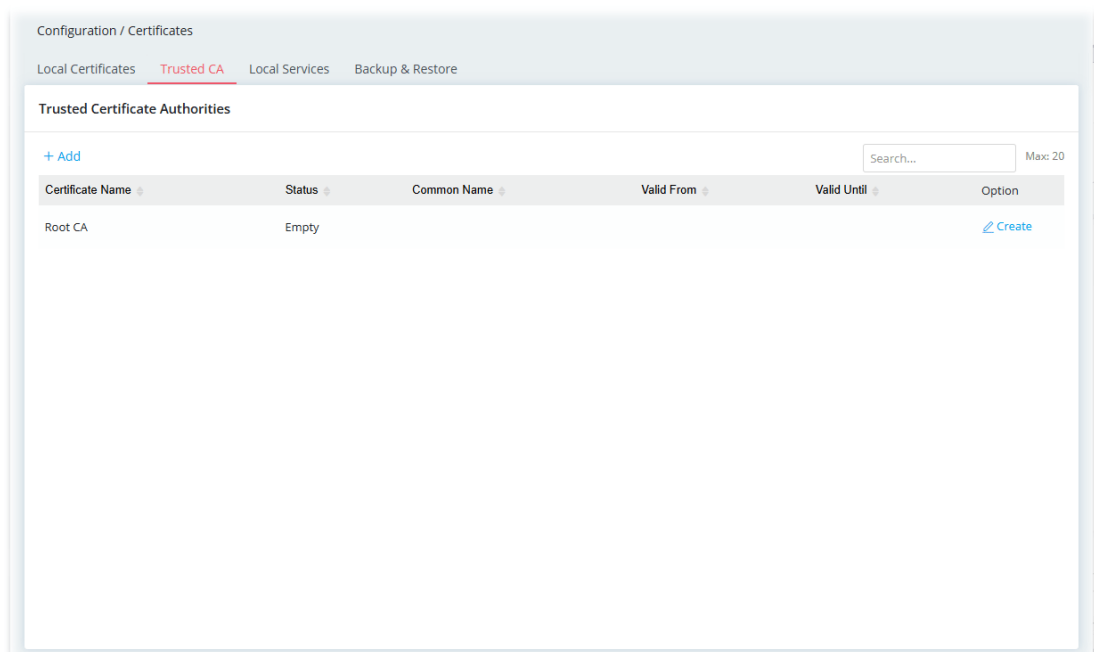 Configuration / Certificates
Local Certificates Trusted CA Local Services Backup & Restore
Trusted Certificate Authorities
+ Add Search... Max: 20
Certificate Name Status Common Name Valid From Valid Until Option
Root CA Empty Create